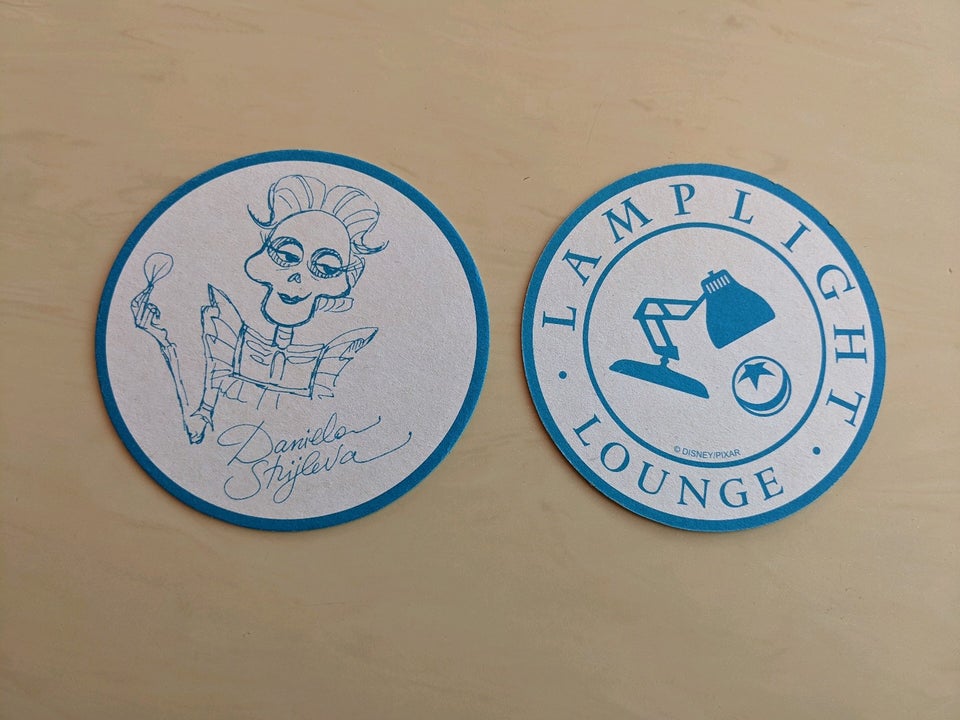 Daniela
Strijleva
LAMPLIGHT
LOUNGE
© DISNEY/PIXAR